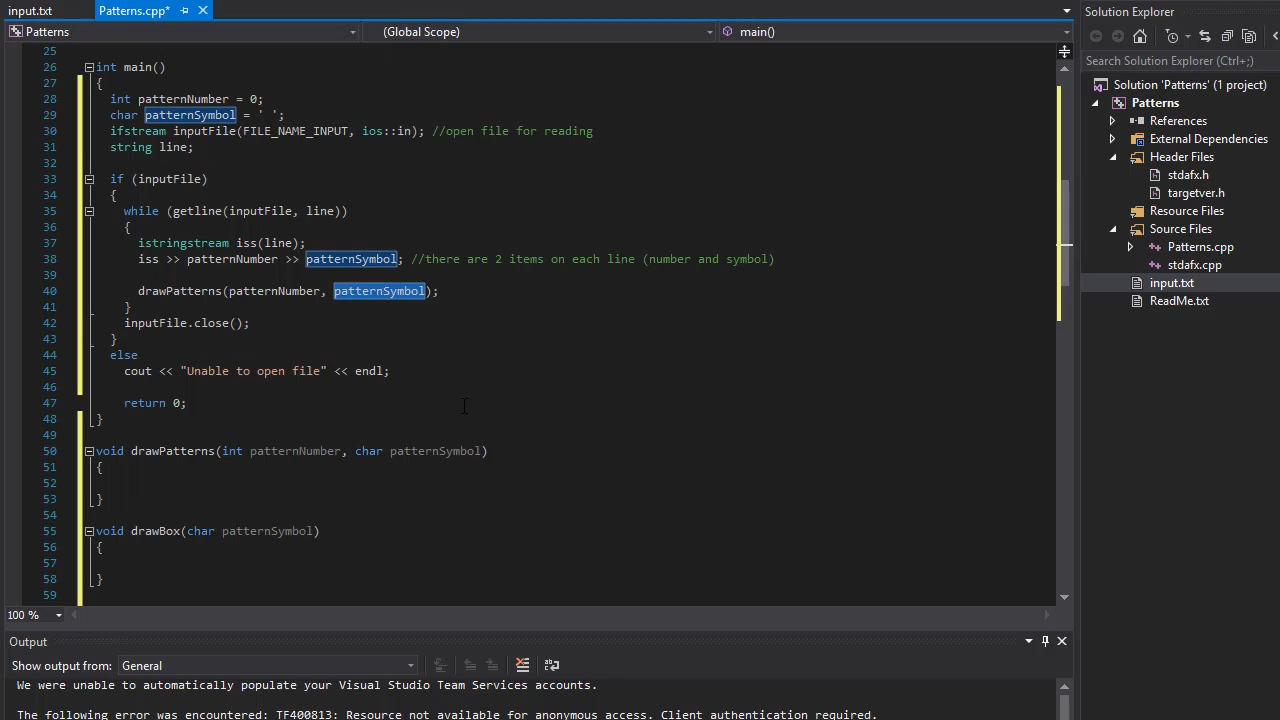 input.txt
Patterns.cpp*
Patterns
(Global Scope)
main()
25
26 int main()
27 {
28 int patternNumber = 0;
29 char patternSymbol = ' ';
30 ifstream inputFile(FILE_NAME_INPUT, ios::in); //open file for reading
31 string line;
32
33 if (inputFile)
34 {
35 while (getline(inputFile, line))
36 {
37 istringstream iss(line);
38 iss >> patternNumber >> patternSymbol; //there are 2 items on each line (number and symbol)
39
40 drawPatterns(patternNumber, patternSymbol);
41 }
42 inputFile.close();
43 }
44 else
45 cout << "Unable to open file" << endl;
46
47 return 0;
48 }
49
50 void drawPatterns(int patternNumber, char patternSymbol)
51 {
52
53 }
54
55 void drawBox(char patternSymbol)
56 {
57
58 }
59
100 %
Output
Show output from: General
We were unable to automatically populate your Visual Studio Team Services accounts.
The following error was encountered: TF400813: Resource not available for anonymous access. Client authentication required.
Solution Explorer
Search Solution Explorer (Ctrl+;)
Solution 'Patterns' (1 project)
Patterns
References
External Dependencies
Header Files
stdafx.h
targetver.h
Resource Files
Source Files
Patterns.cpp
stdafx.cpp
input.txt
ReadMe.txt